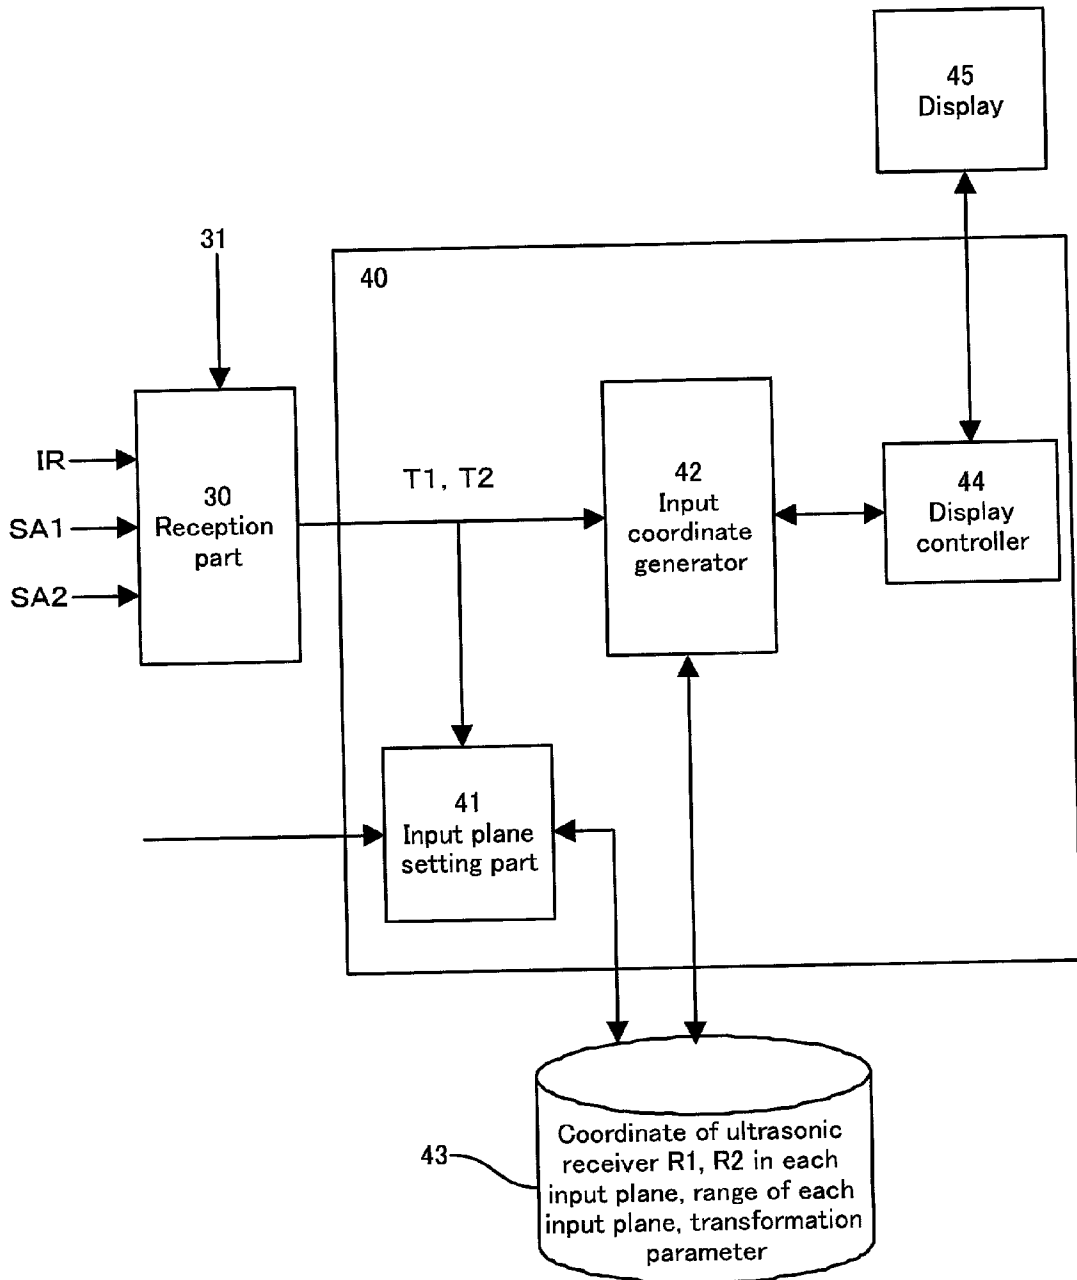 45
Display
31
40
IR
SA1
SA2
30
Reception
part
T1, T2
42
Input
coordinate
generator
44
Display
controller
41
Input plane
setting part
43
Coordinate of ultrasonic
receiver R1, R2 in each
input plane, range of each
input plane, transformation
parameter